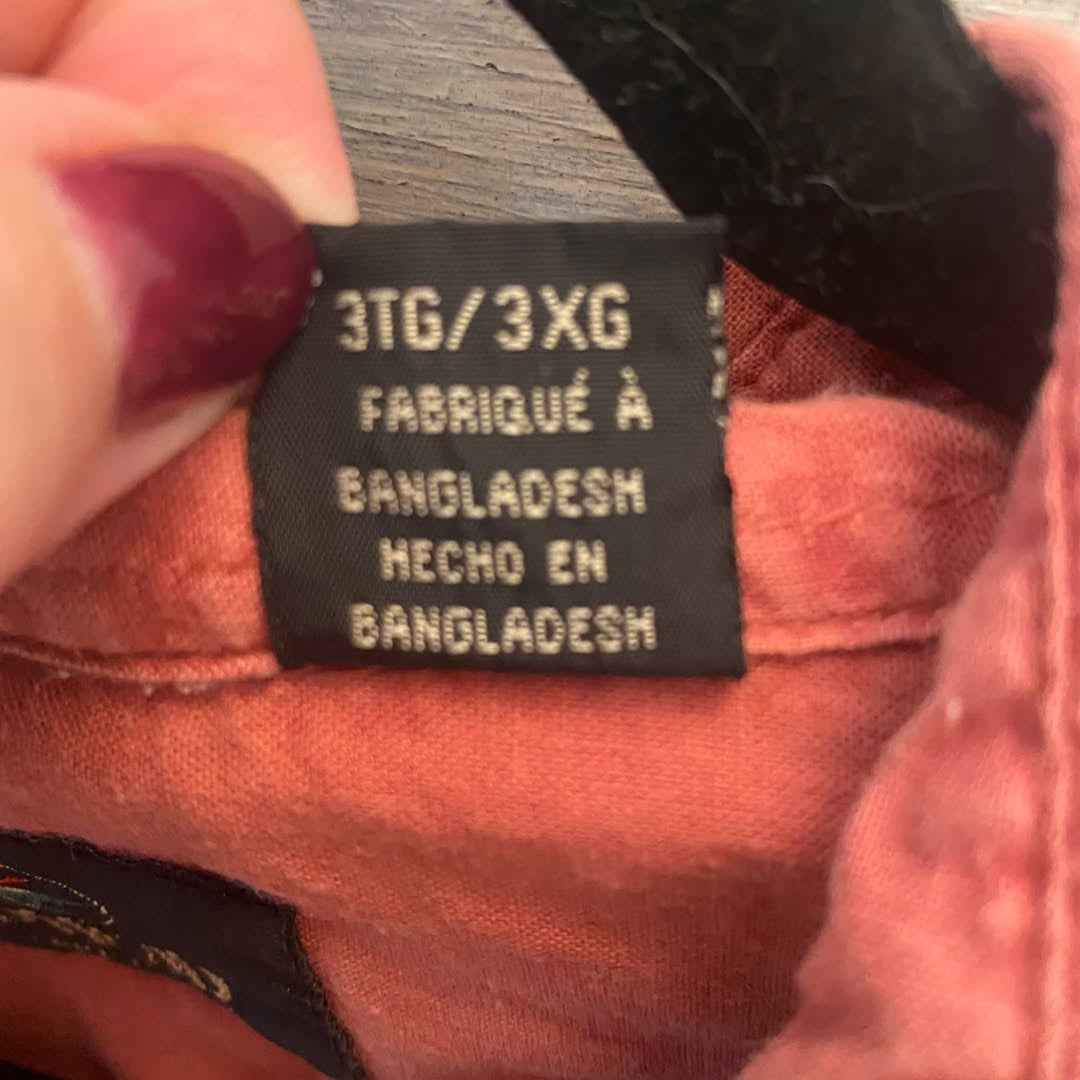 3TG/3XG
FABRIQUÉ À
BANGLADESH
HECHO EN
BANGLADESH